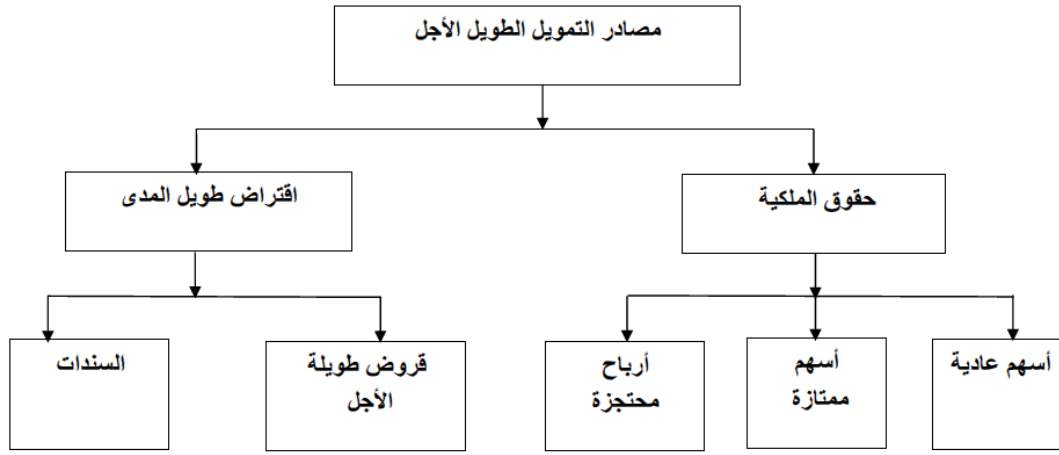 مصادر التمويل الطويل الأجل
حقوق الملكية
اقتراض طويل المدى
أسهم عادية
أسهم
ممتازة
أرباح
محتجزة
قروض طويلة
الأجل
السندات